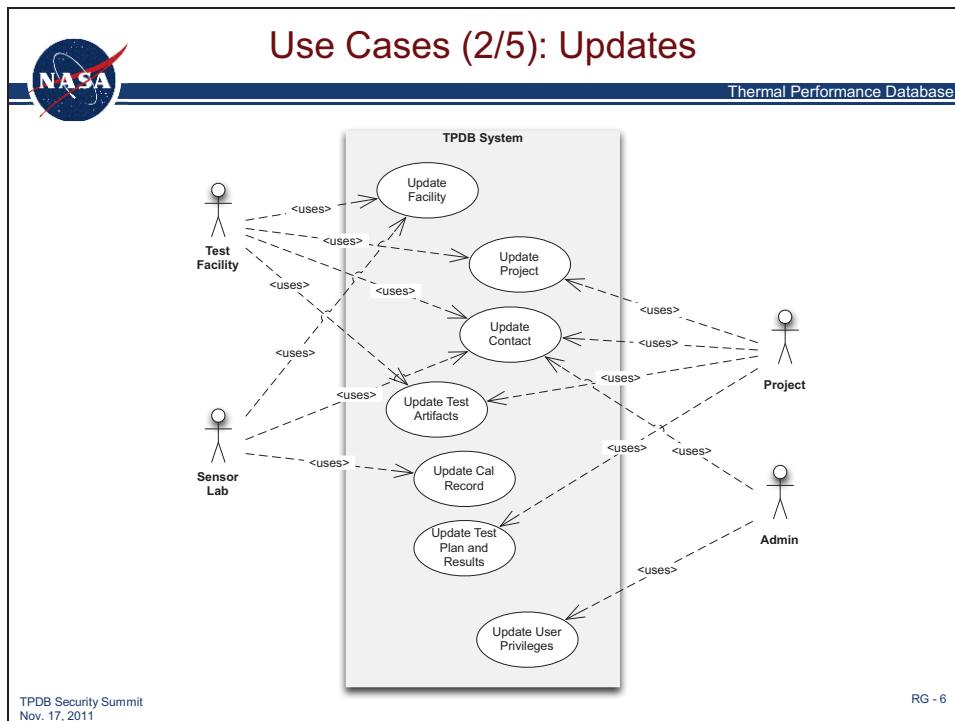 Use Cases (2/5): Updates
NASA
Thermal Performance Database
TPDB System
Update
Facility
<uses>
<uses>
Test
Facility
Update
Project
<uses>
<uses>
<uses>
Update
Contact
<uses>
<uses>
Project
<uses>
<uses>
Update Test
Artifacts
<uses>
<uses>
<uses>
Sensor
Lab
<uses>
Update Cal
Record
Update Test
Plan and
Results
Admin
<uses>
Update User
Privileges
TPDB Security Summit
Nov. 17, 2011
RG - 6